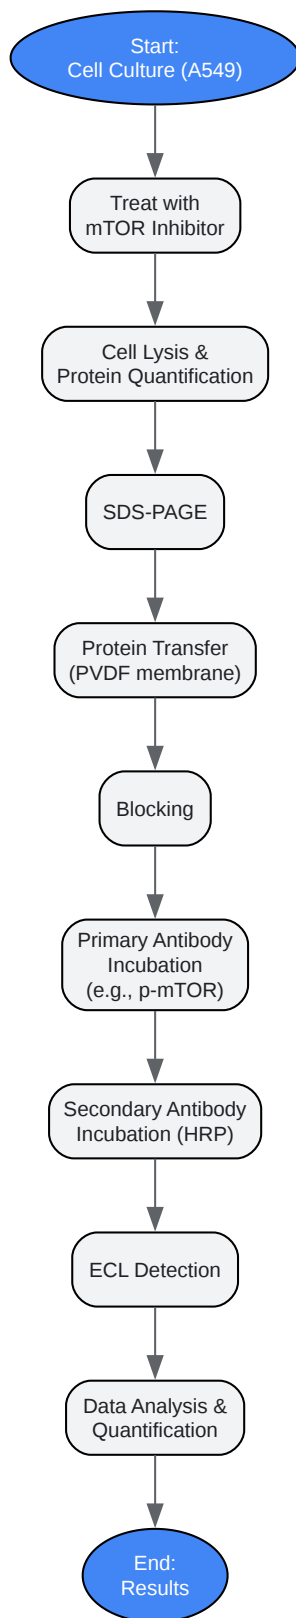 Start:
Cell Culture (A549)
Treat with
mTOR Inhibitor
Cell Lysis &
Protein Quantification
SDS-PAGE
Protein Transfer
(PVDF membrane)
Blocking
Primary Antibody
Incubation
(e.g., p-mTOR)
Secondary Antibody
Incubation (HRP)
ECL Detection
Data Analysis &
Quantification
End:
Results